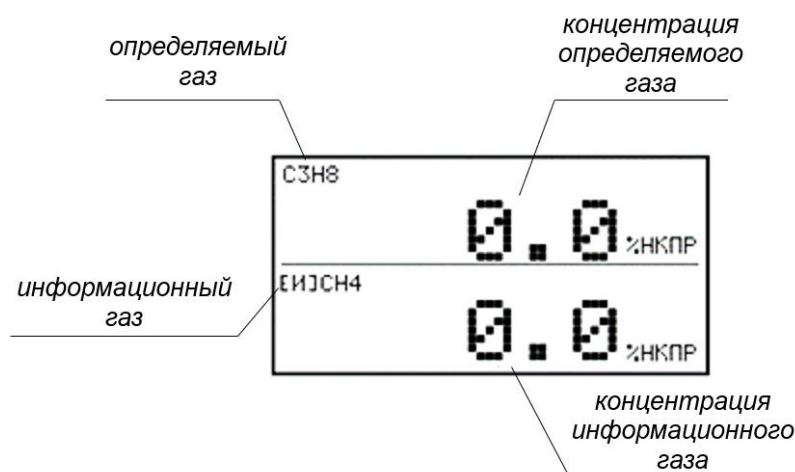 определяемый
газ
концентрация
определяемого
газа
C3H8
0.0 %НКПР
информационный
газ
[И]CH4
0.0 %НКПР
концентрация
информационного
газа